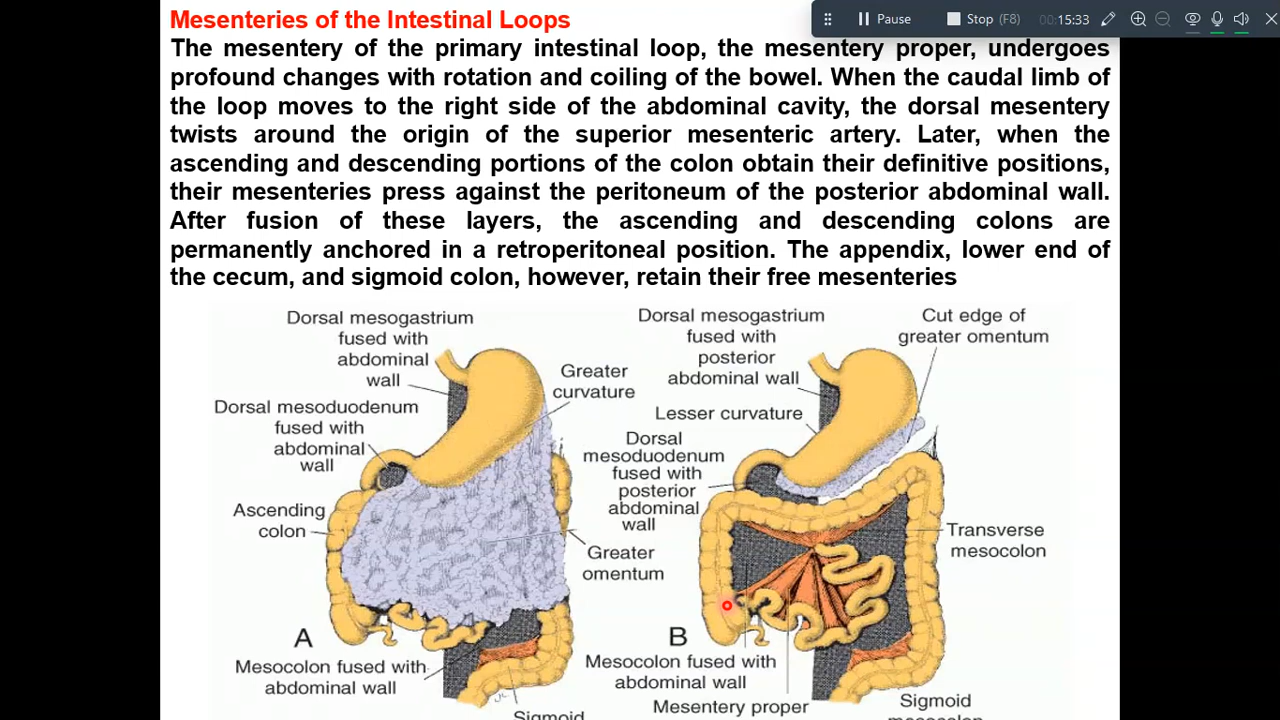 Mesenteries of the Intestinal Loops
Pause
Stop (F8)
00:15:33
The mesentery of the primary intestinal loop, the mesentery proper, undergoes
profound changes with rotation and coiling of the bowel. When the caudal limb of
the loop moves to the right side of the abdominal cavity, the dorsal mesentery
twists around the origin of the superior mesenteric artery. Later, when the
ascending and descending portions of the colon obtain their definitive positions,
their mesenteries press against the peritoneum of the posterior abdominal wall.
After fusion of these layers, the ascending and descending colons are
permanently anchored in a retroperitoneal position. The appendix, lower end of
the cecum, and sigmoid colon, however, retain their free mesenteries
Dorsal mesogastrium
fused with
abdominal
wall
Greater
curvature
Dorsal mesoduodenum
fused with
abdominal
wall
Ascending
colon
Greater
omentum
A
Mesocolon fused with
abdominal wall
Sigmoid
Dorsal mesogastrium
fused with
posterior
abdominal wall
Cut edge of
greater omentum
Lesser curvature
Dorsal
mesoduodenum
fused with
posterior
abdominal
wall
Transverse
mesocolon
B
Mesocolon fused with
abdominal wall
Mesentery proper
Sigmoid
mesocolon